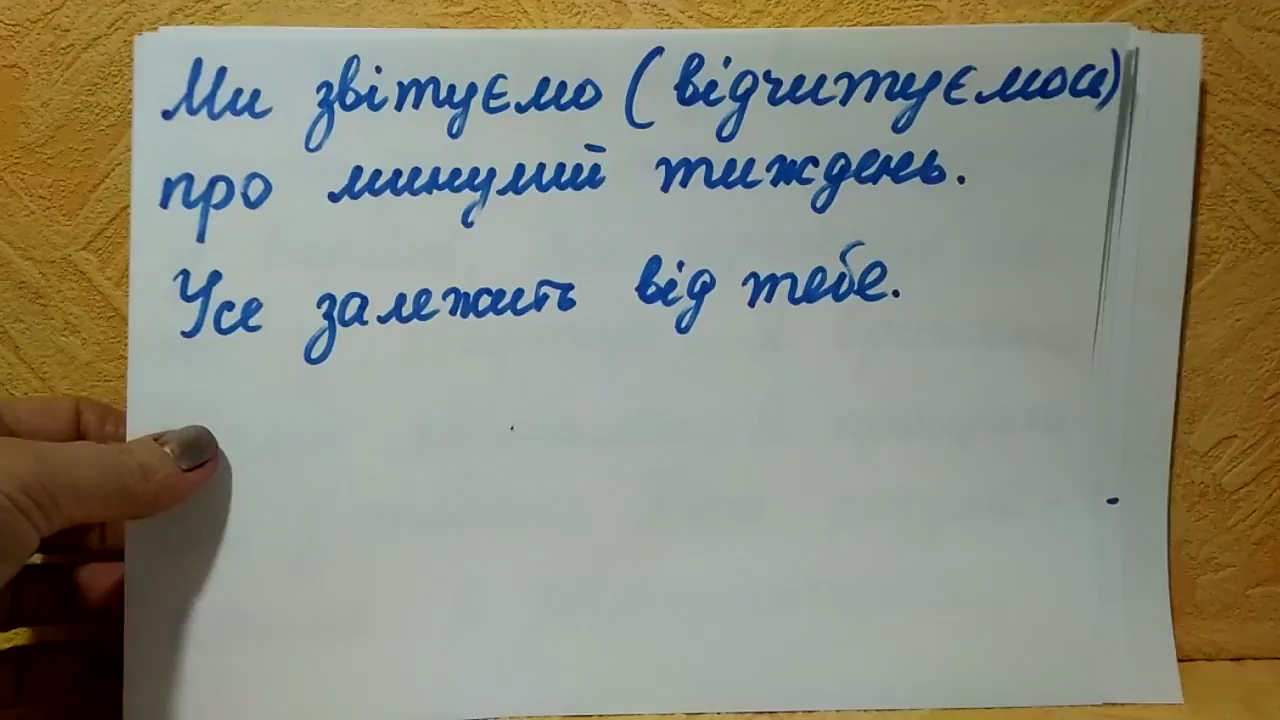 Ми звітуємо (відчитуємося)
про минулий тиждень.
Усе залежить від тебе.